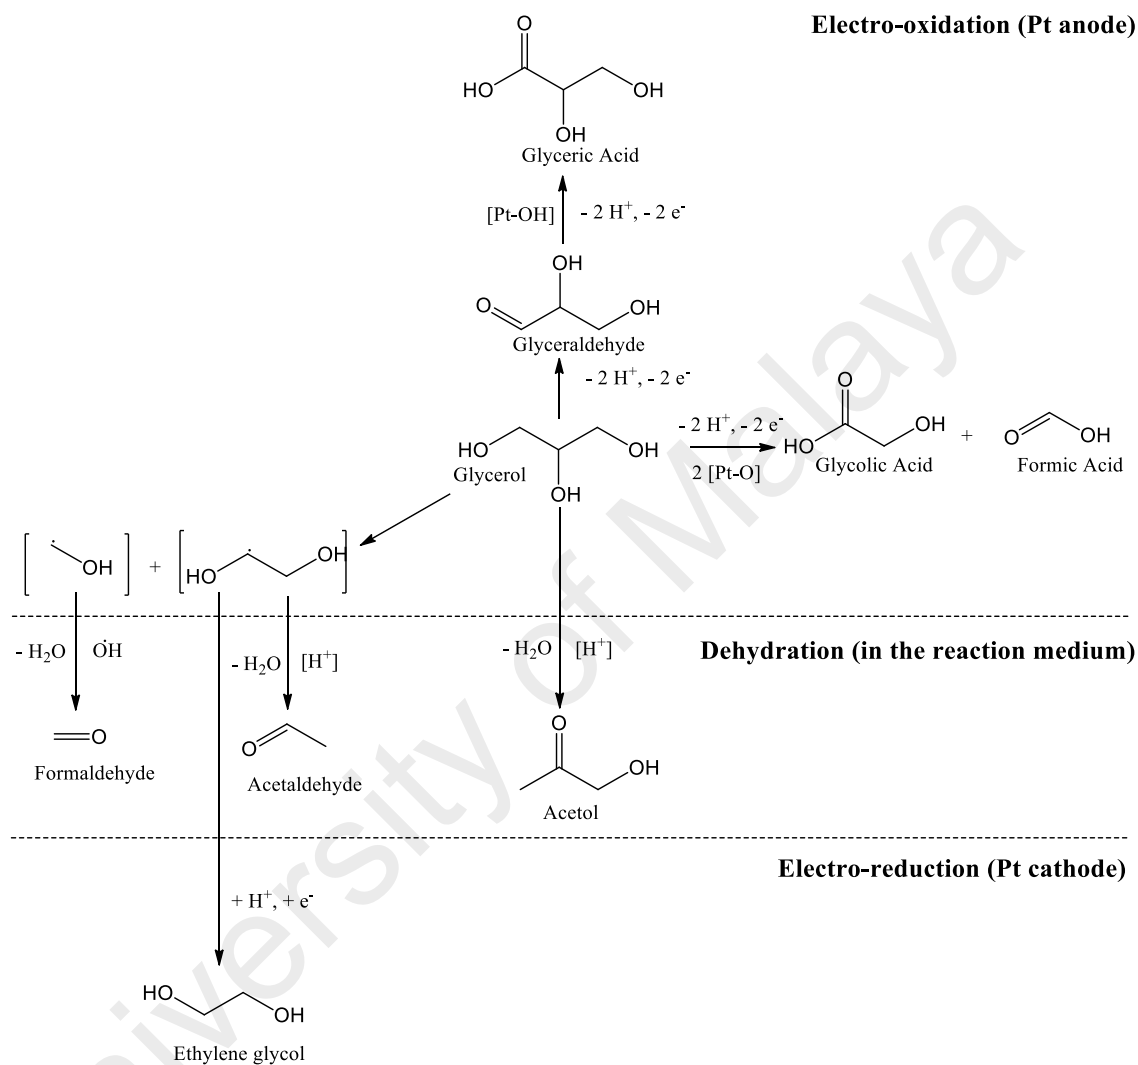 Electro-oxidation (Pt anode)
O
HO
OH
OH
Glyceric Acid
[Pt-OH] - 2 H⁺, - 2 e⁻
OH
O
OH
Glyceraldehyde
- 2 H⁺, - 2 e⁻
HO
OH
OH
Glycerol
- 2 H⁺, - 2 e⁻
2 [Pt-O]
O
HO
OH
Glycolic Acid
+
O
OH
Formic Acid
[ ·
OH ]
+
[ HO
·
OH ]
- H₂O ȮH
- H₂O [H⁺]
- H₂O [H⁺]
Dehydration (in the reaction medium)
O
Formaldehyde
O
Acetaldehyde
O
OH
Acetol
Electro-reduction (Pt cathode)
+ H⁺, + e⁻
HO
OH
Ethylene glycol
University of Malaya